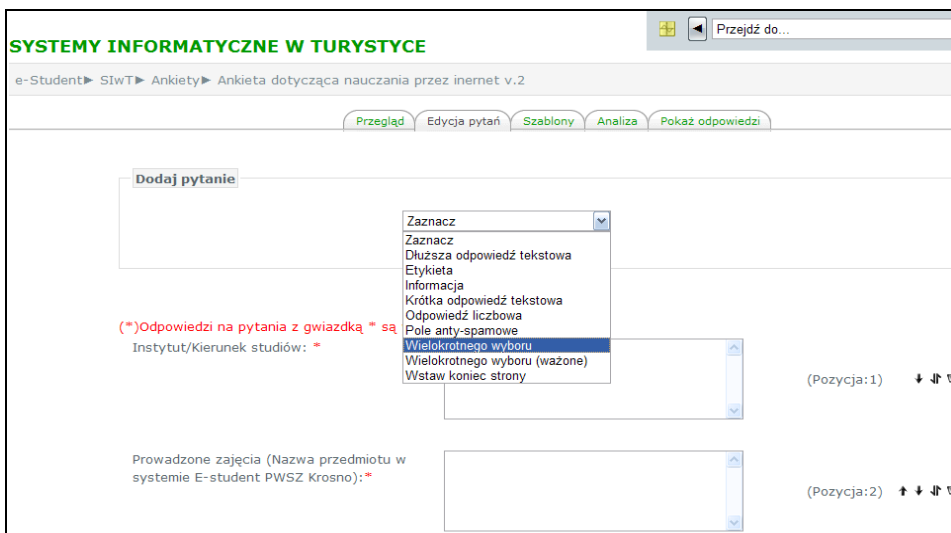 Przejdź do...
SYSTEMY INFORMATYCZNE W TURYSTYCE
e-Student► SIwT► Ankiety► Ankieta dotycząca nauczania przez inernet v.2
Przegląd Edycja pytań Szablony Analiza Pokaż odpowiedzi
Dodaj pytanie
Zaznacz
Zaznacz
Dłuższa odpowiedź tekstowa
Etykieta
Informacja
Krótka odpowiedź tekstowa
Odpowiedź liczbowa
Pole anty-spamowe
Wielokrotnego wyboru
Wielokrotnego wyboru (ważone)
Wstaw koniec strony
(*)Odpowiedzi na pytania z gwiazdką * są
Instytut/Kierunek studiów: *
(Pozycja:1)
Prowadzone zajęcia (Nazwa przedmiotu w
systemie E-student PWSZ Krosno):*
(Pozycja:2)